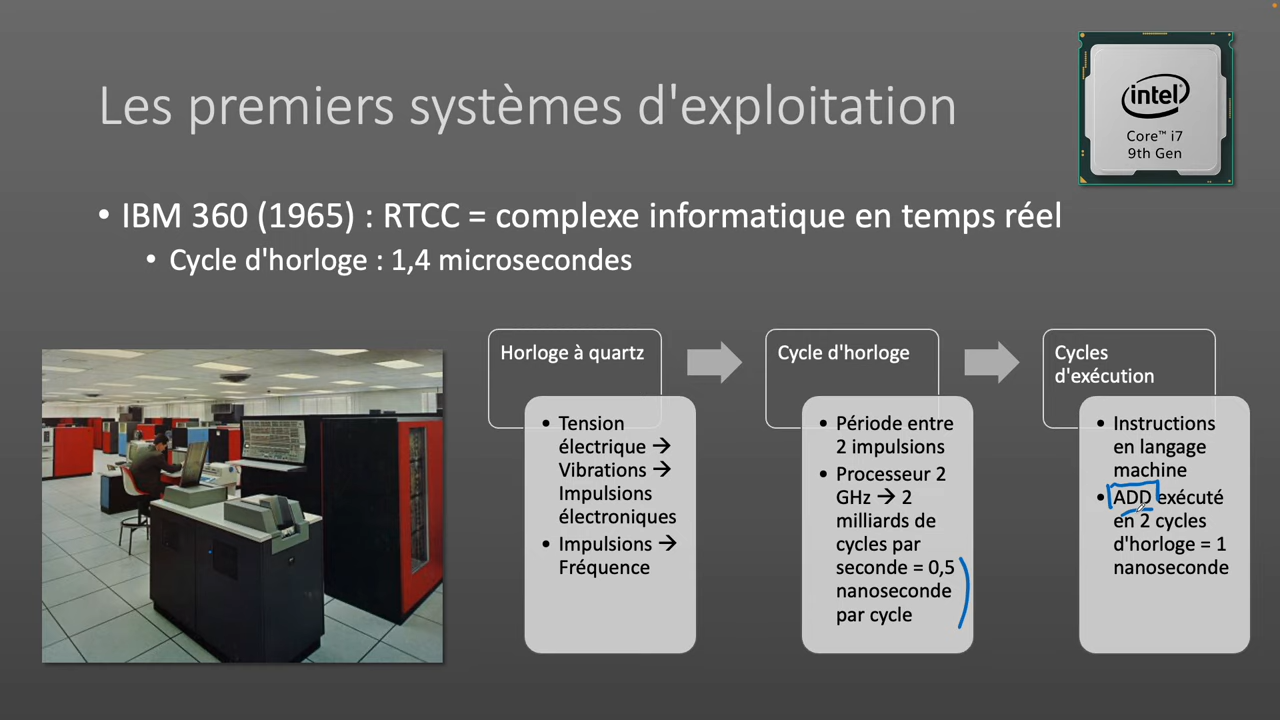 Les premiers systèmes d'exploitation
intel
Core™ i7
9th Gen
• IBM 360 (1965) : RTCC = complexe informatique en temps réel
• Cycle d'horloge : 1,4 microsecondes
Horloge à quartz
• Tension
électrique →
Vibrations →
Impulsions
électroniques
• Impulsions →
Fréquence
Cycle d'horloge
• Période entre
2 impulsions
• Processeur 2
GHz → 2
milliards de
cycles par
seconde = 0,5
nanoseconde
par cycle
Cycles
d'exécution
• Instructions
en langage
machine
• ADD exécuté
en 2 cycles
d'horloge = 1
nanoseconde